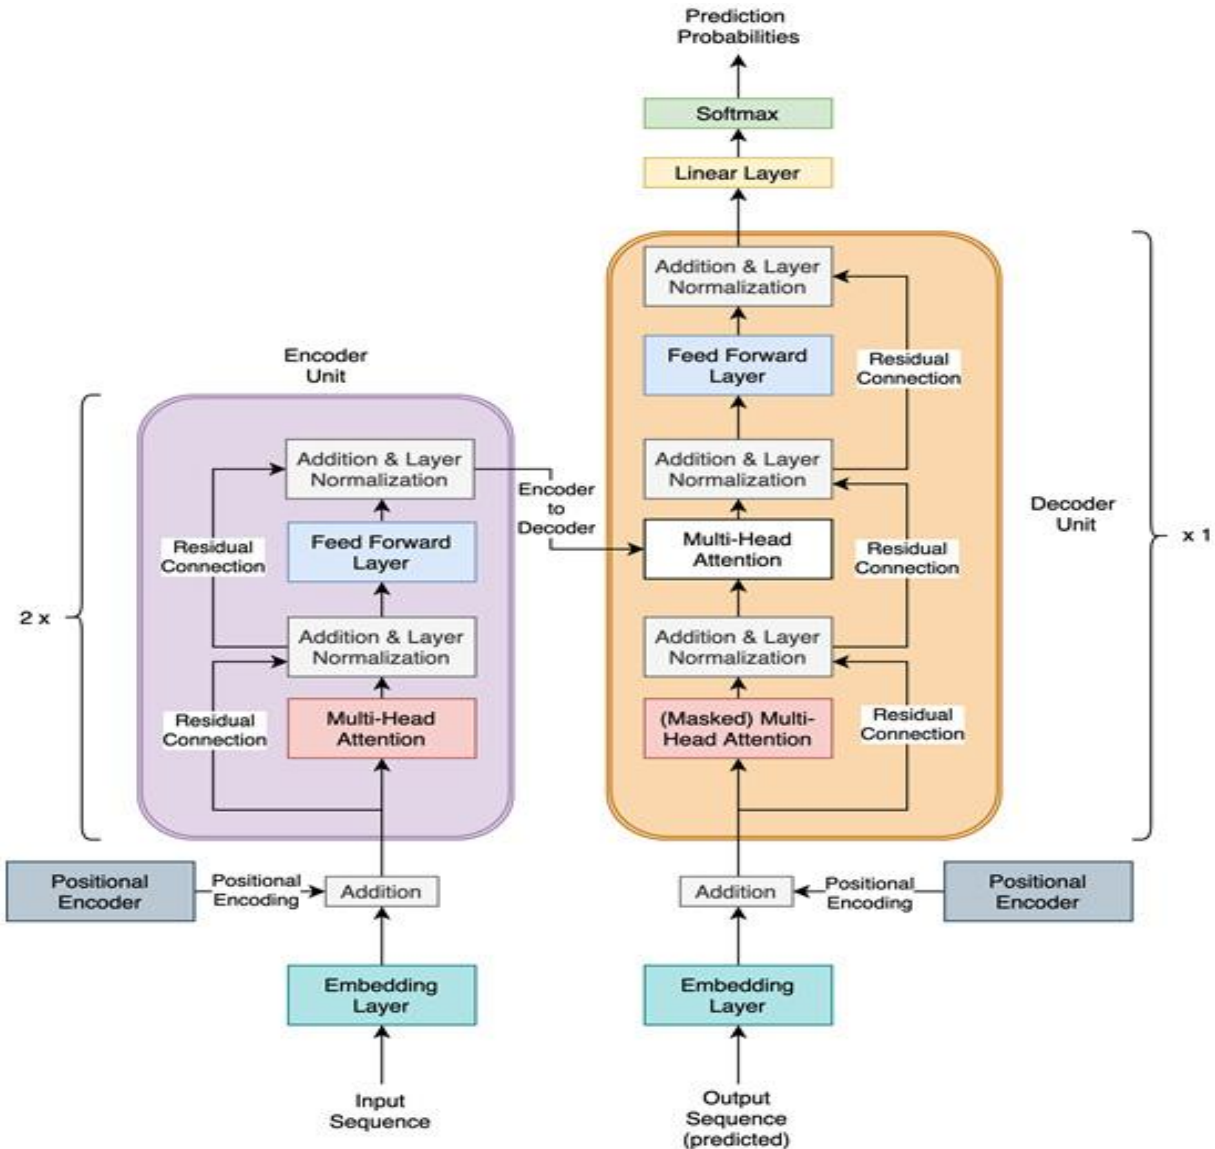 Prediction
Probabilities
Softmax
Linear Layer
Addition & Layer
Normalization
Feed Forward
Layer
Residual
Connection
Addition & Layer
Normalization
Multi-Head
Attention
Residual
Connection
Addition & Layer
Normalization
(Masked) Multi-
Head Attention
Residual
Connection
Decoder
Unit
x 1
Encoder
Unit
Addition & Layer
Normalization
Encoder
to
Decoder
Feed Forward
Layer
Residual
Connection
2 x
Addition & Layer
Normalization
Multi-Head
Attention
Residual
Connection
Positional
Encoder
Positional
Encoding
Addition
Addition
Positional
Encoding
Positional
Encoder
Embedding
Layer
Embedding
Layer
Input
Sequence
Output
Sequence
(predicted)